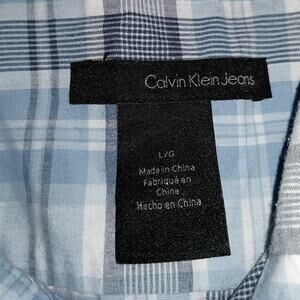 Calvin Klein Jeans
L/G
Made in China
Fabriqué en
Chine
Hecho en China